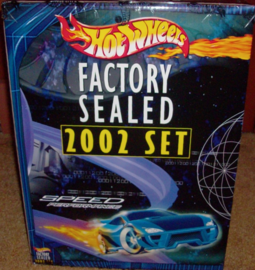 Hot Wheels
FACTORY
SEALED
2002 SET
SPEED